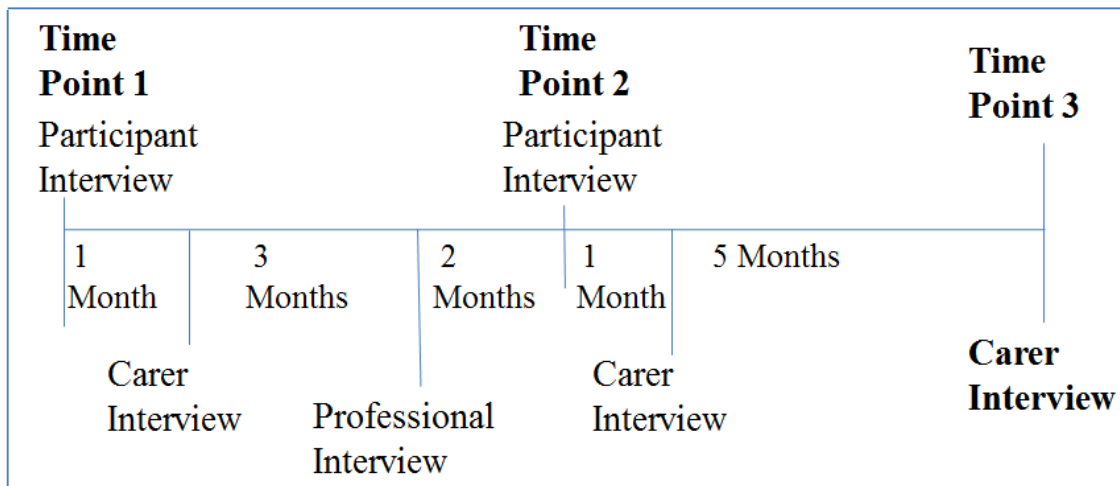 Time
Point 1
Participant
Interview
Time
Point 2
Participant
Interview
Time
Point 3
1
Month
3
Months
2
Months
1
Month
5 Months
Carer
Interview
Professional
Interview
Carer
Interview
Carer
Interview